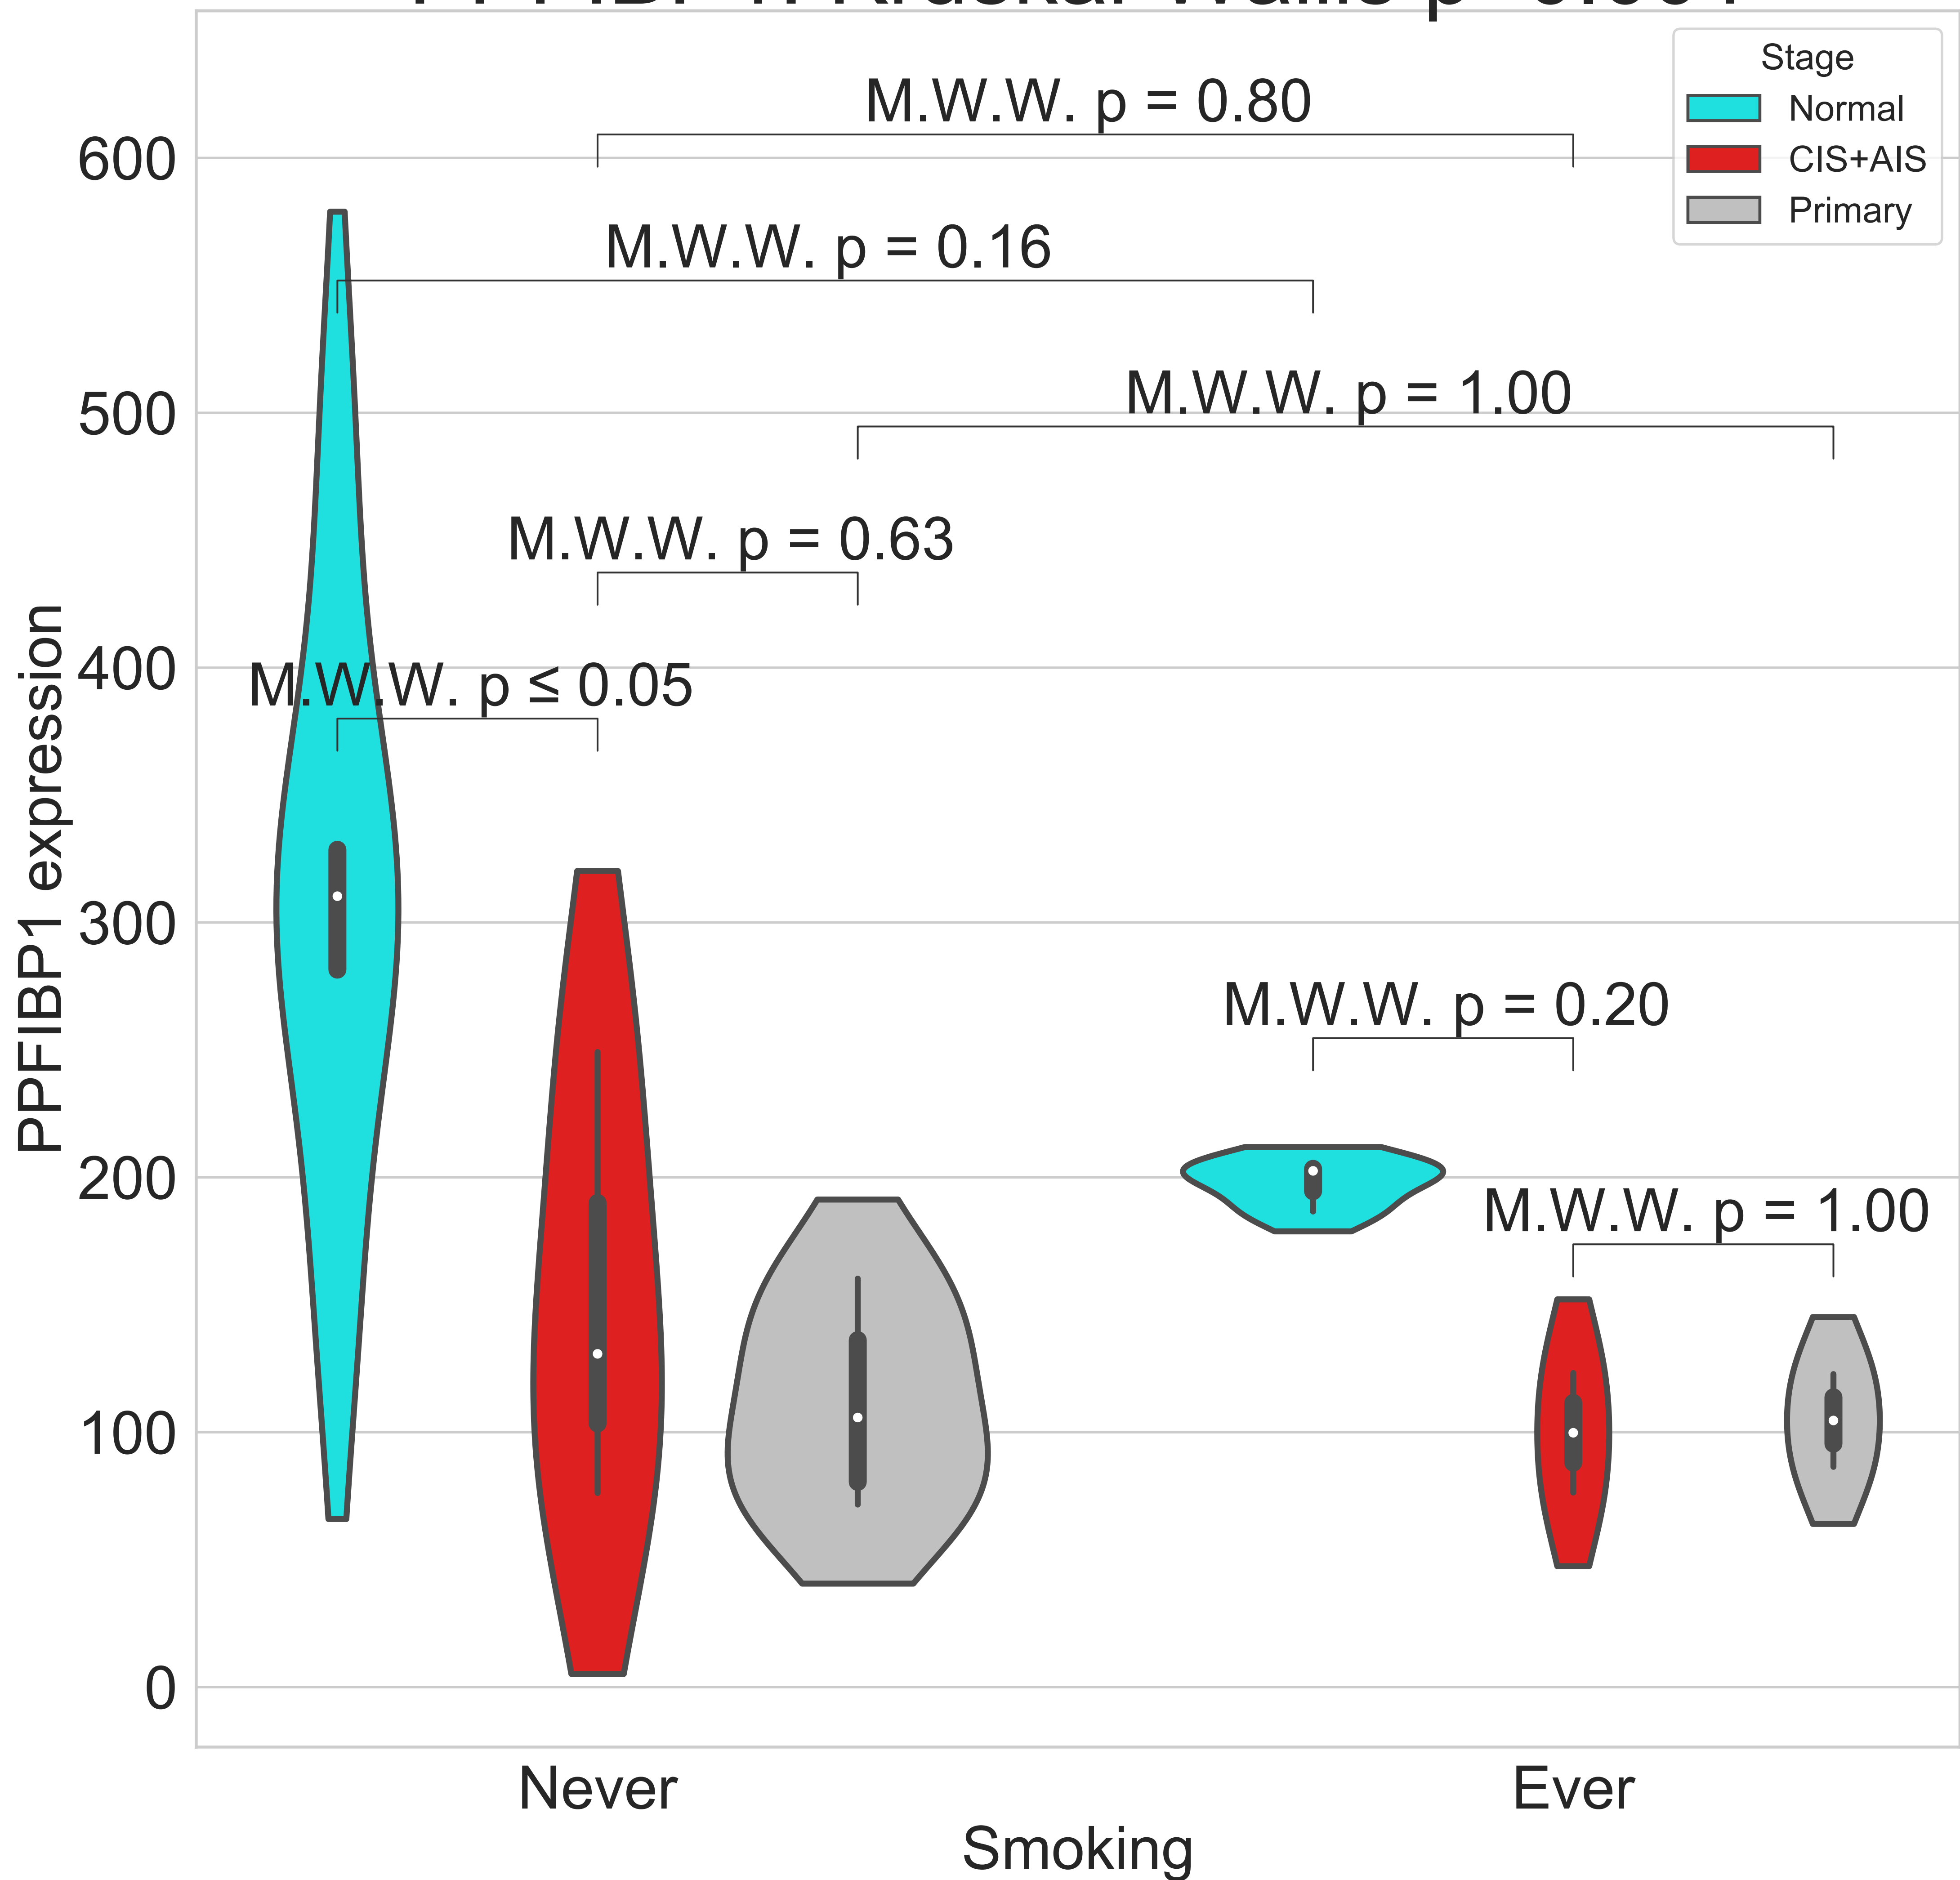 Stage
Normal
CIS+AIS
Primary
M.W.W. p = 0.80
M.W.W. p = 0.16
M.W.W. p = 1.00
M.W.W. p = 0.63
M.W.W. p ≤ 0.05
M.W.W. p = 0.20
M.W.W. p = 1.00
PPFIBP1 expression
600
500
400
300
200
100
0
Never
Ever
Smoking